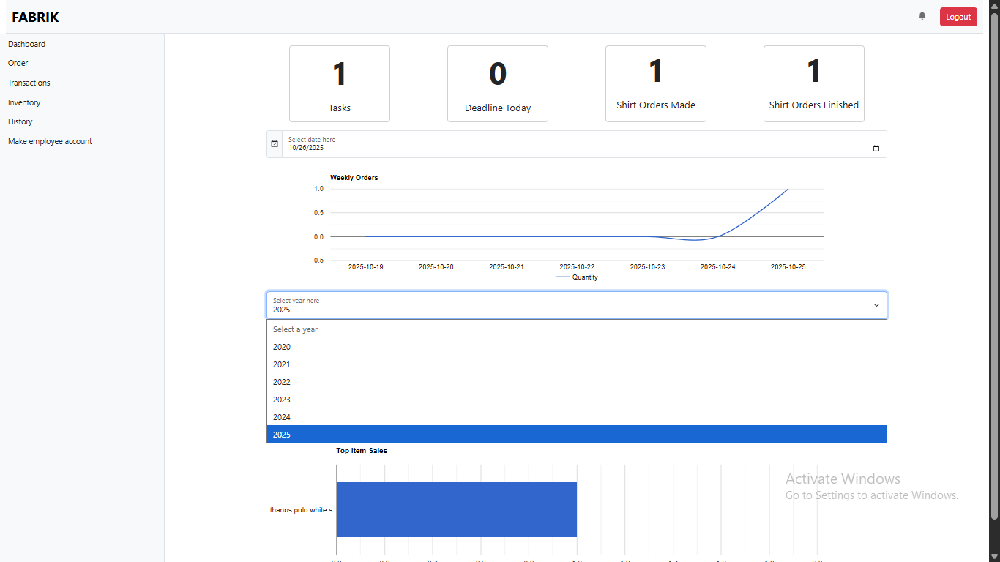 FABRIK
Logout
Dashboard
Order
Transactions
Inventory
History
Make employee account
1
Tasks
0
Deadline Today
1
Shirt Orders Made
1
Shirt Orders Finished
Select date here
10/26/2025
Weekly Orders
1.0
0.5
0.0
-0.5
2025-10-19 2025-10-20 2025-10-21 2025-10-22 2025-10-23 2025-10-24 2025-10-25
Quantity
Select year here
2025
Select a year
2020
2021
2022
2023
2024
2025
Top Item Sales
thanos polo white s
Activate Windows
Go to Settings to activate Windows.